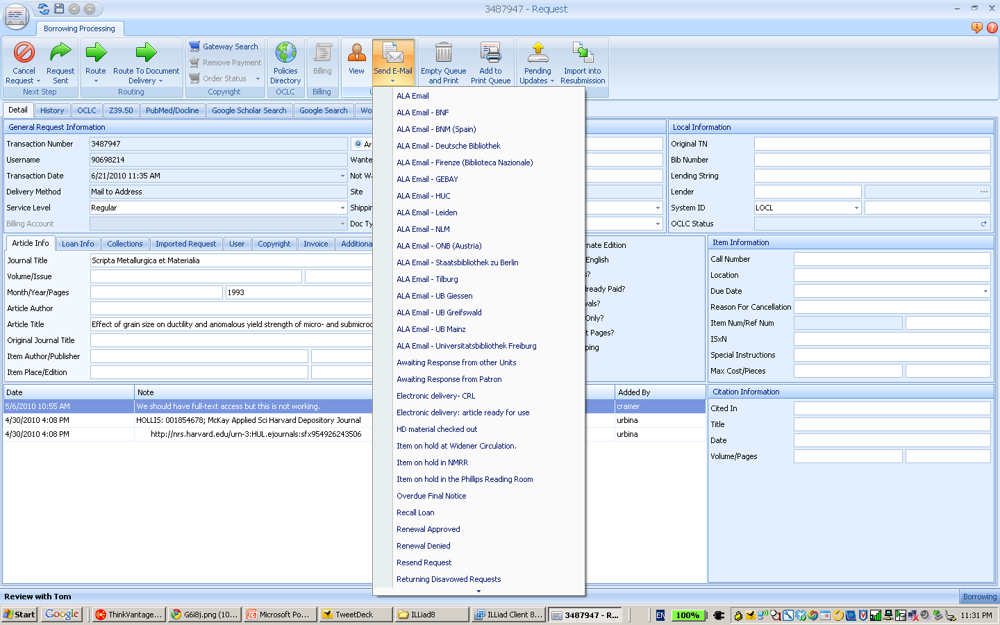 3487947 - Request
Borrowing Processing
Cancel Request
Request Sent
Next Step
Route
Route To Document Delivery
Routing
Gateway Search
Remove Payment
Order Status
Copyright
Policies Directory
OCLC
Billing
Billing
View
Send E-Mail
U
Empty Queue and Print
Add to Print Queue
Pending Updates
Import into Resubmission
Detail
History
OCLC
Z39.50
PubMed/Docline
Google Scholar Search
Google Search
Wo
General Request Information
Transaction Number 3487947
Username 90698214
Transaction Date 6/21/2010 11:35 AM
Delivery Method Mail to Address
Service Level Regular
Billing Account
Ar
Wante
Not Wa
Site
Shippin
Doc Ty
Local Information
Original TN
Bib Number
Lending String
Lender ...
System ID LOCL
OCLC Status
Article Info
Loan Info
Collections
Imported Request
User
Copyright
Invoice
Additiona
Journal Title Scripta Metallurgica et Materialia
Volume/Issue
Month/Year/Pages 1993
Article Author
Article Title Effect of grain size on ductility and anomalous yield strength of micro- and submicroc
Original Journal Title
Item Author/Publisher
Item Place/Edition
rnate Edition
English
s?
lready Paid?
vals?
Only?
t Pages?
ping
Item Information
Call Number
Location
Due Date
Reason For Cancellation
Item Num/Ref Num
ISxN
Special Instructions
Max Cost/Pieces
Date Note Added By
5/6/2010 10:55 AM We should have full-text access but this is not working. cramer
4/30/2010 4:08 PM HOLLIS: 001854678; McKay Applied Sci Harvard Depository Journal urbina
4/30/2010 4:08 PM http://nrs.harvard.edu/urn-3:HUL.ejournals:sfx954926243506 urbina
Citation Information
Cited In
Title
Date
Volume/Pages
ALA Email
ALA Email - BNF
ALA Email - BNM (Spain)
ALA Email - Deutsche Bibliothek
ALA Email - Firenze (Biblioteca Nazionale)
ALA Email - GEBAY
ALA Email - HUC
ALA Email - Leiden
ALA Email - NLM
ALA Email - ONB (Austria)
ALA Email - Staatsbibliothek zu Berlin
ALA Email - Tilburg
ALA Email - UB Giessen
ALA Email - UB Greifswald
ALA Email - UB Mainz
ALA Email - Universitatsbibliothek Freiburg
Awaiting Response from other Units
Awaiting Response from Patron
Electronic delivery- CRL
Electronic delivery: article ready for use
HD material checked out
Item on hold at Widener Circulation.
Item on hold in NMRR
Item on hold in the Phillips Reading Room
Overdue Final Notice
Recall Loan
Renewal Approved
Renewal Denied
Resend Request
Returning Disavowed Requests
Review with Tom
Borrowing
Start
Google
ThinkVantage...
G6i8j.png (10...
Microsoft Po...
TweetDeck
ILLiad8
ILLiad Client 8...
3487947 - R...
EN
100%
11:31 PM